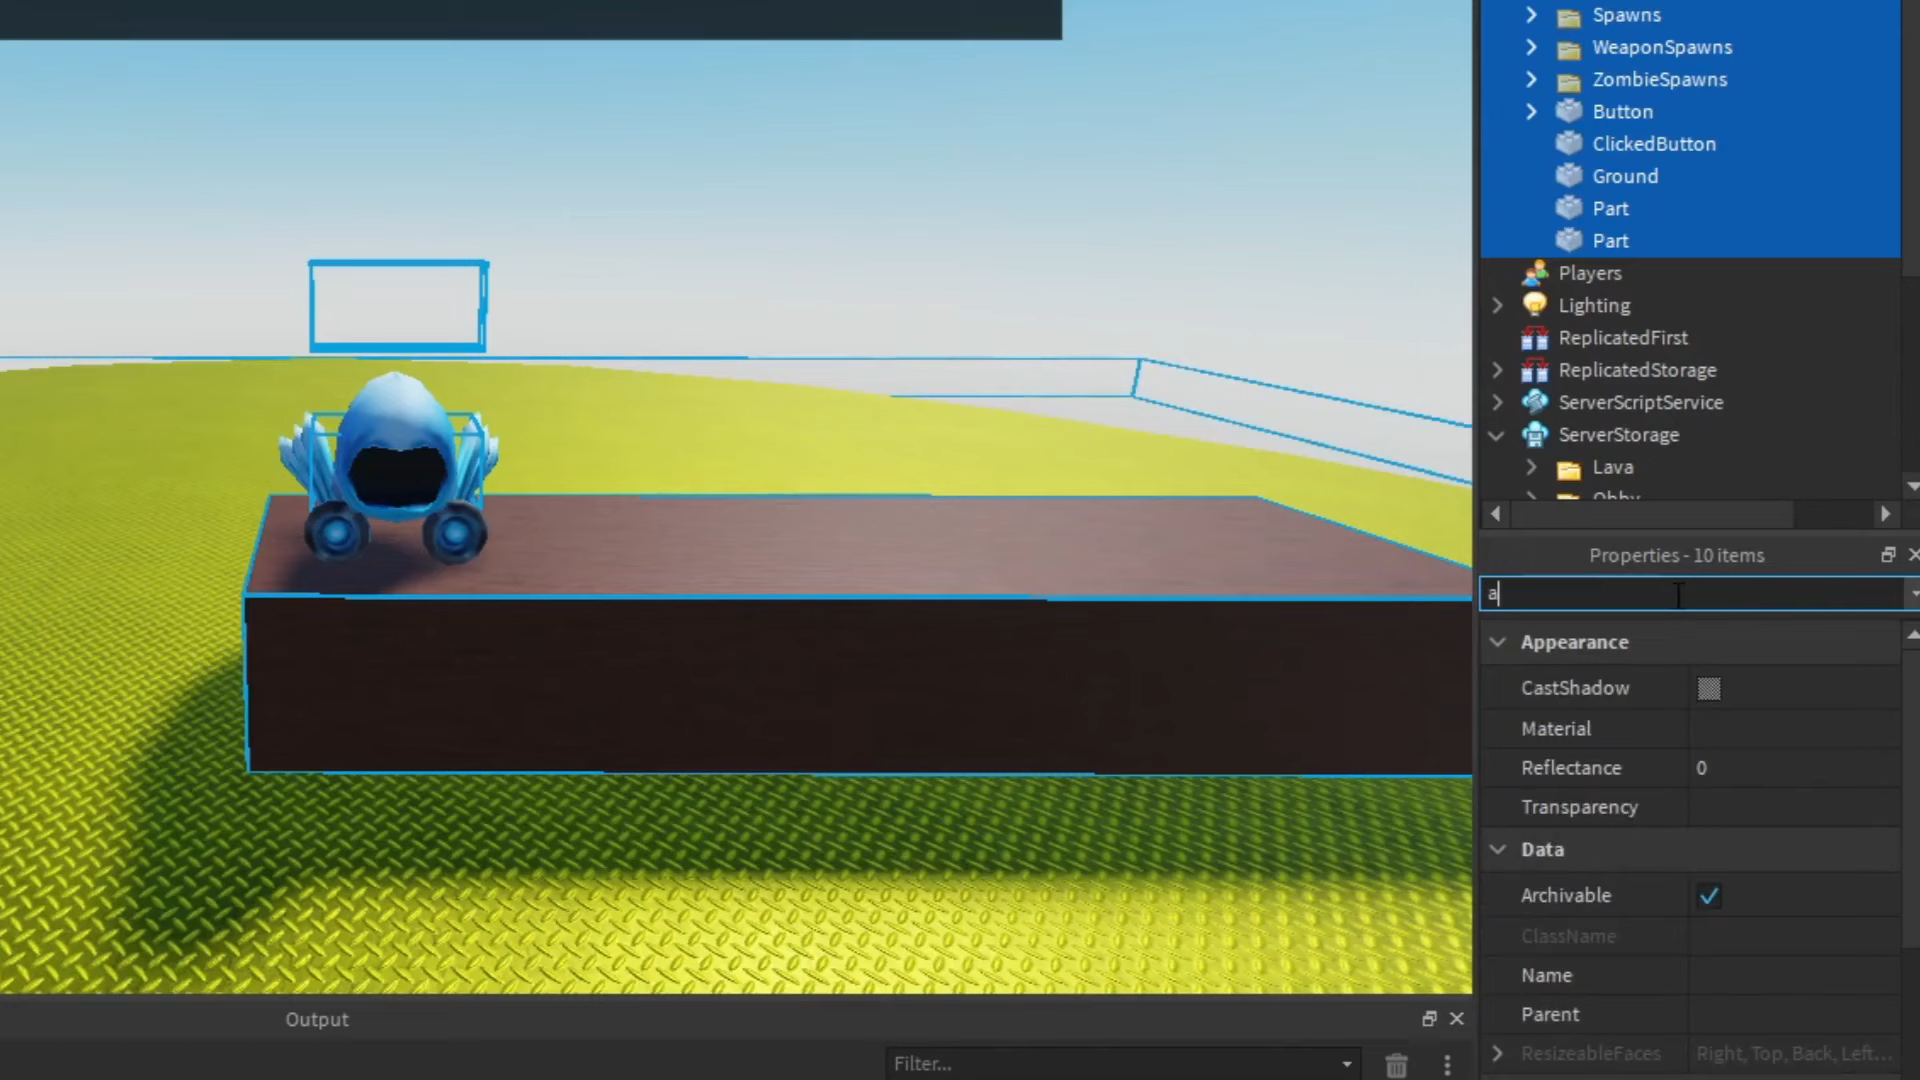 Spawns
WeaponSpawns
ZombieSpawns
Button
ClickedButton
Ground
Part
Part
Players
Lighting
ReplicatedFirst
ReplicatedStorage
ServerScriptService
ServerStorage
Lava
Obby
Properties - 10 items
a
Appearance
CastShadow
Material
Reflectance 0
Transparency
Data
Archivable
ClassName
Name
Parent
ResizeableFaces Right, Top, Back, Left...
Output
Filter...